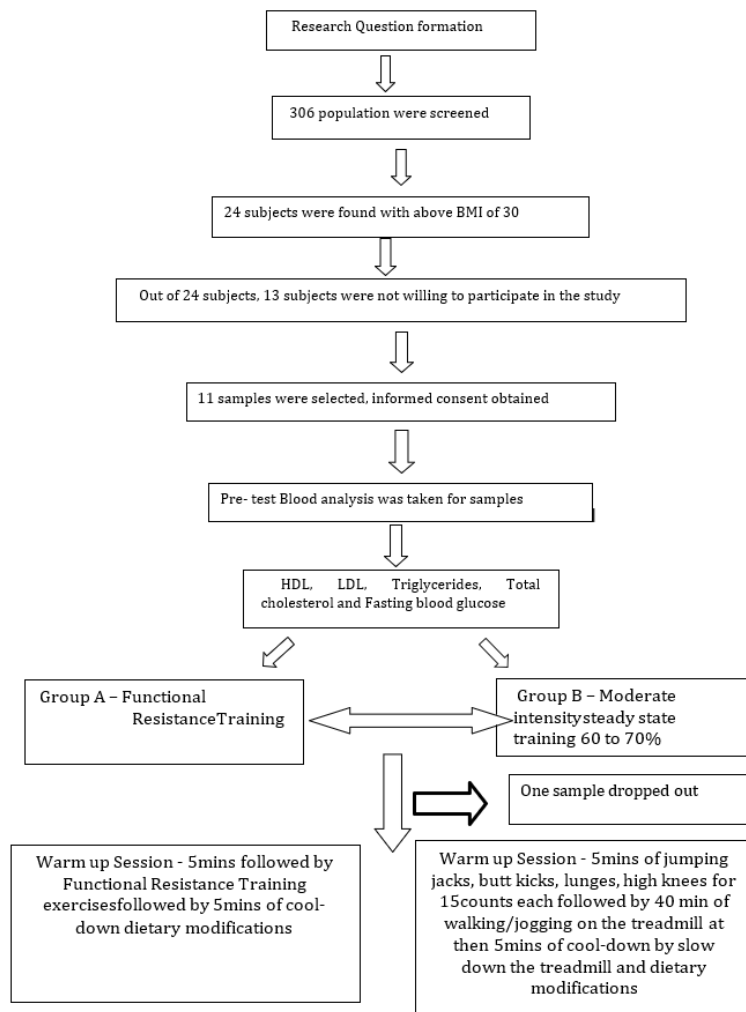 Research Question formation
306 population were screened
24 subjects were found with above BMI of 30
Out of 24 subjects, 13 subjects were not willing to participate in the study
11 samples were selected, informed consent obtained
Pre- test Blood analysis was taken for samples
HDL, LDL, Triglycerides, Total
cholesterol and Fasting blood glucose
Group A – Functional
ResistanceTraining
Group B – Moderate
intensitysteady state
training 60 to 70%
One sample dropped out
Warm up Session - 5mins followed by
Functional Resistance Training
exercisesfollowed by 5mins of cool-
down dietary modifications
Warm up Session - 5mins of jumping
jacks, butt kicks, lunges, high knees for
15counts each followed by 40 min of
walking/jogging on the treadmill at
then 5mins of cool-down by slow
down the treadmill and dietary
modifications